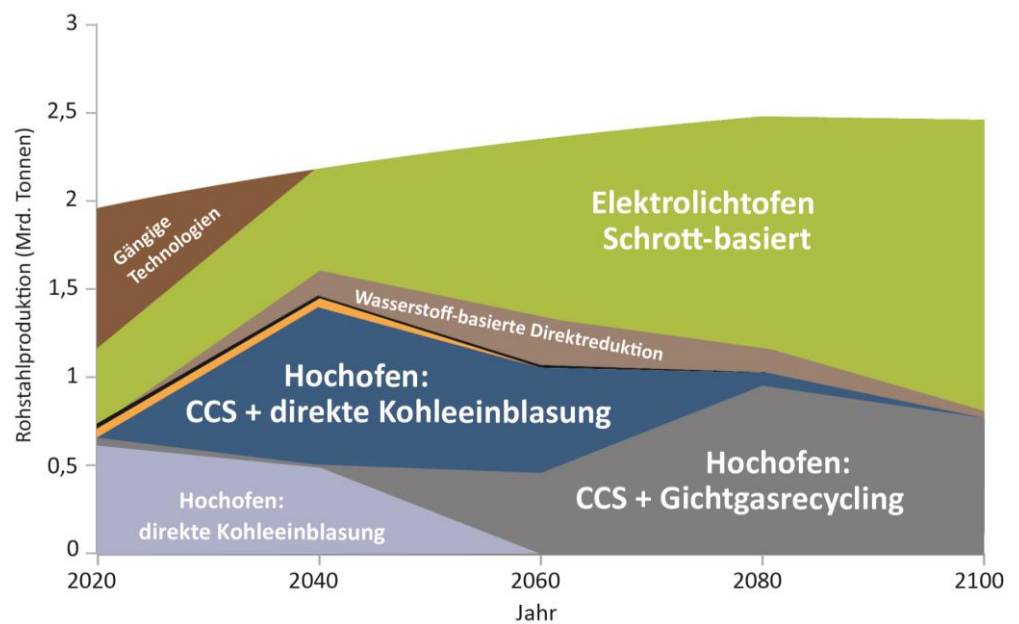 3
2,5
2
1,5
1
0,5
0
Rohstahlproduktion (Mrd. Tonnen)
Gängige
Technologien
Elektrolichtofen
Schrott-basiert
Wasserstoff-basierte Direktreduktion
Hochofen:
CCS + direkte Kohleeinblasung
Hochofen:
CCS + Gichtgasrecycling
Hochofen:
direkte Kohleeinblasung
2020
2040
2060
2080
2100
Jahr